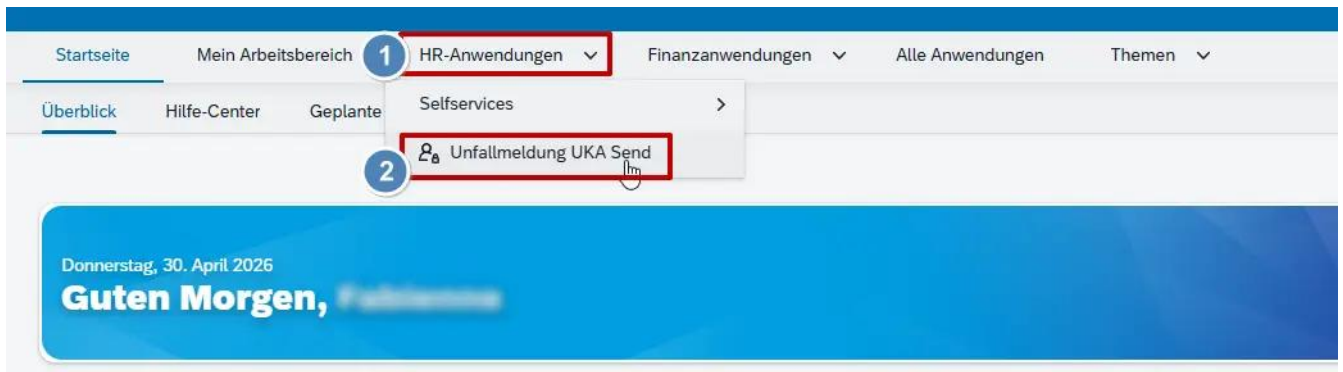 Startseite Mein Arbeitsbereich 1 HR-Anwendungen Finanzanwendungen Alle Anwendungen Themen
Überblick Hilfe-Center Geplante Selfservices
2 Unfallmeldung UKA Send
Donnerstag, 30. April 2026
Guten Morgen,